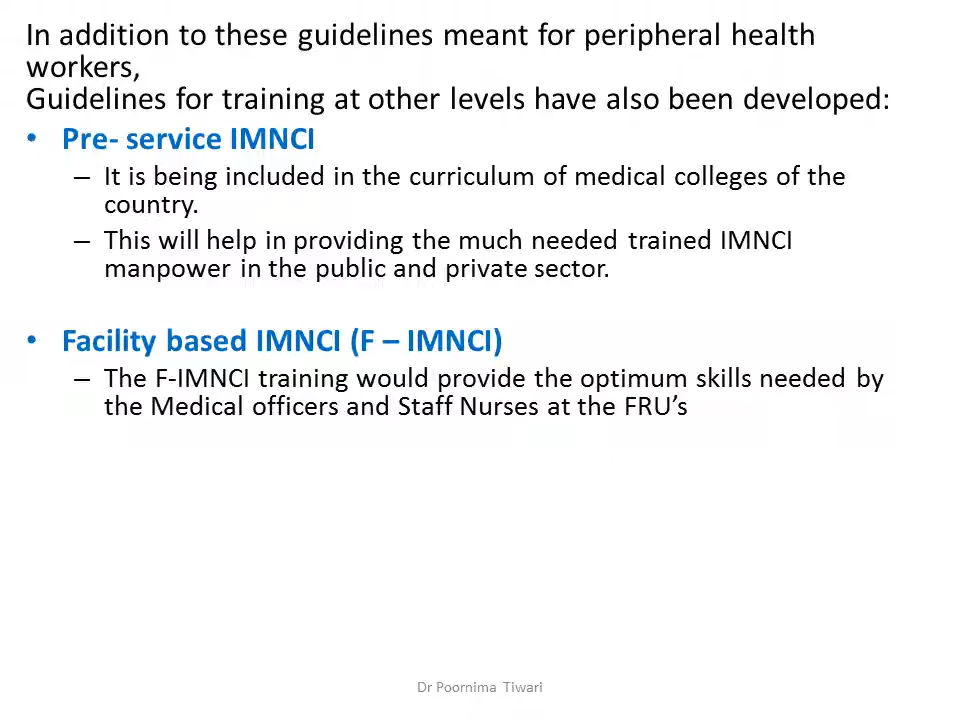 In addition to these guidelines meant for peripheral health
workers,
Guidelines for training at other levels have also been developed:
• Pre- service IMNCI
– It is being included in the curriculum of medical colleges of the
country.
– This will help in providing the much needed trained IMNCI
manpower in the public and private sector.
• Facility based IMNCI (F – IMNCI)
– The F-IMNCI training would provide the optimum skills needed by
the Medical officers and Staff Nurses at the FRU’s
Dr Poornima Tiwari